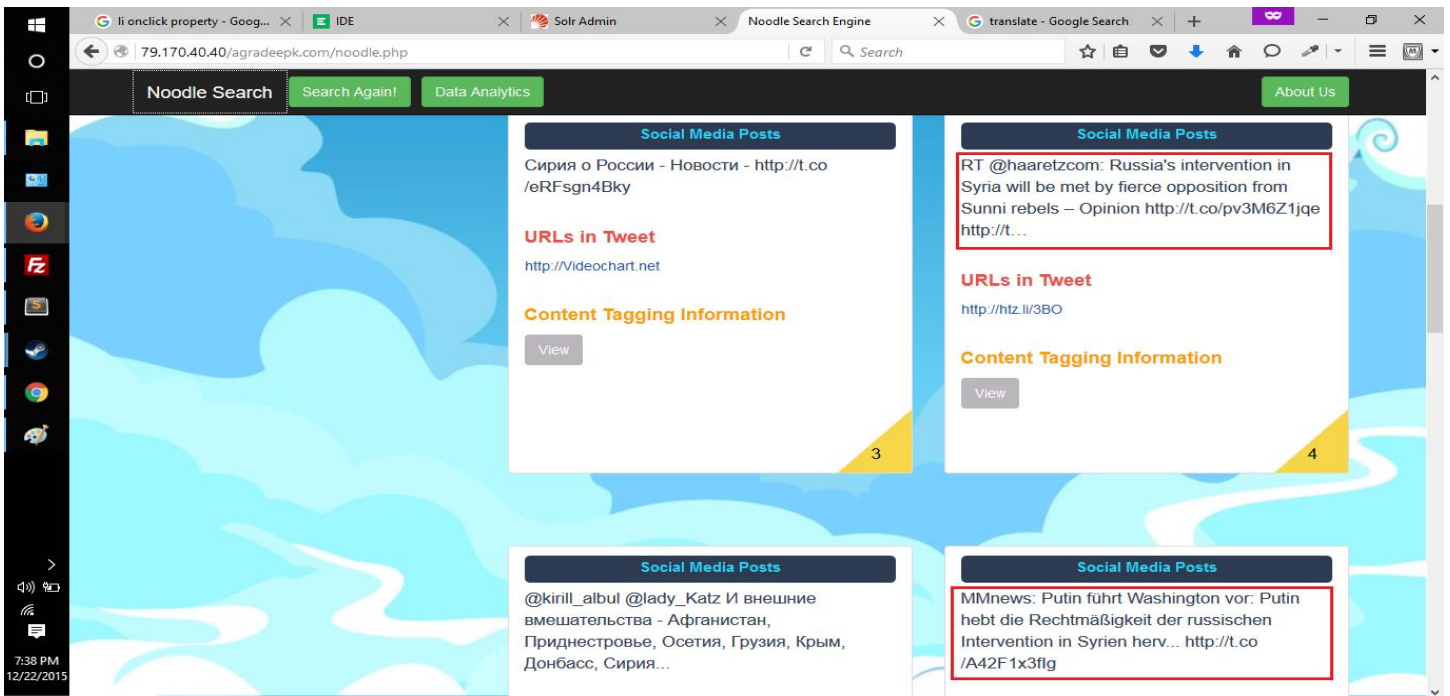 li onclick property - Goog...
IDE
Solr Admin
Noodle Search Engine
translate - Google Search
79.170.40.40/agradeepk.com/noodle.php
Search
Noodle Search
Search Again!
Data Analytics
About Us
Social Media Posts
Сирия о России - Новости - http://t.co
/eRFsgn4Bky
URLs in Tweet
http://Videochart.net
Content Tagging Information
View
3
Social Media Posts
RT @haaretzcom: Russia's intervention in
Syria will be met by fierce opposition from
Sunni rebels – Opinion http://t.co/pv3M6Z1jqe
http://t…
URLs in Tweet
http://htz.li/3BO
Content Tagging Information
View
4
Social Media Posts
@kirill_albul @lady_Katz И внешние
вмешательства - Афганистан,
Приднестровье, Осетия, Грузия, Крым,
Донбасс, Сирия...
Social Media Posts
MMnews: Putin führt Washington vor: Putin
hebt die Rechtmäßigkeit der russischen
Intervention in Syrien herv... http://t.co
/A42F1x3flg
7:38 PM
12/22/2015